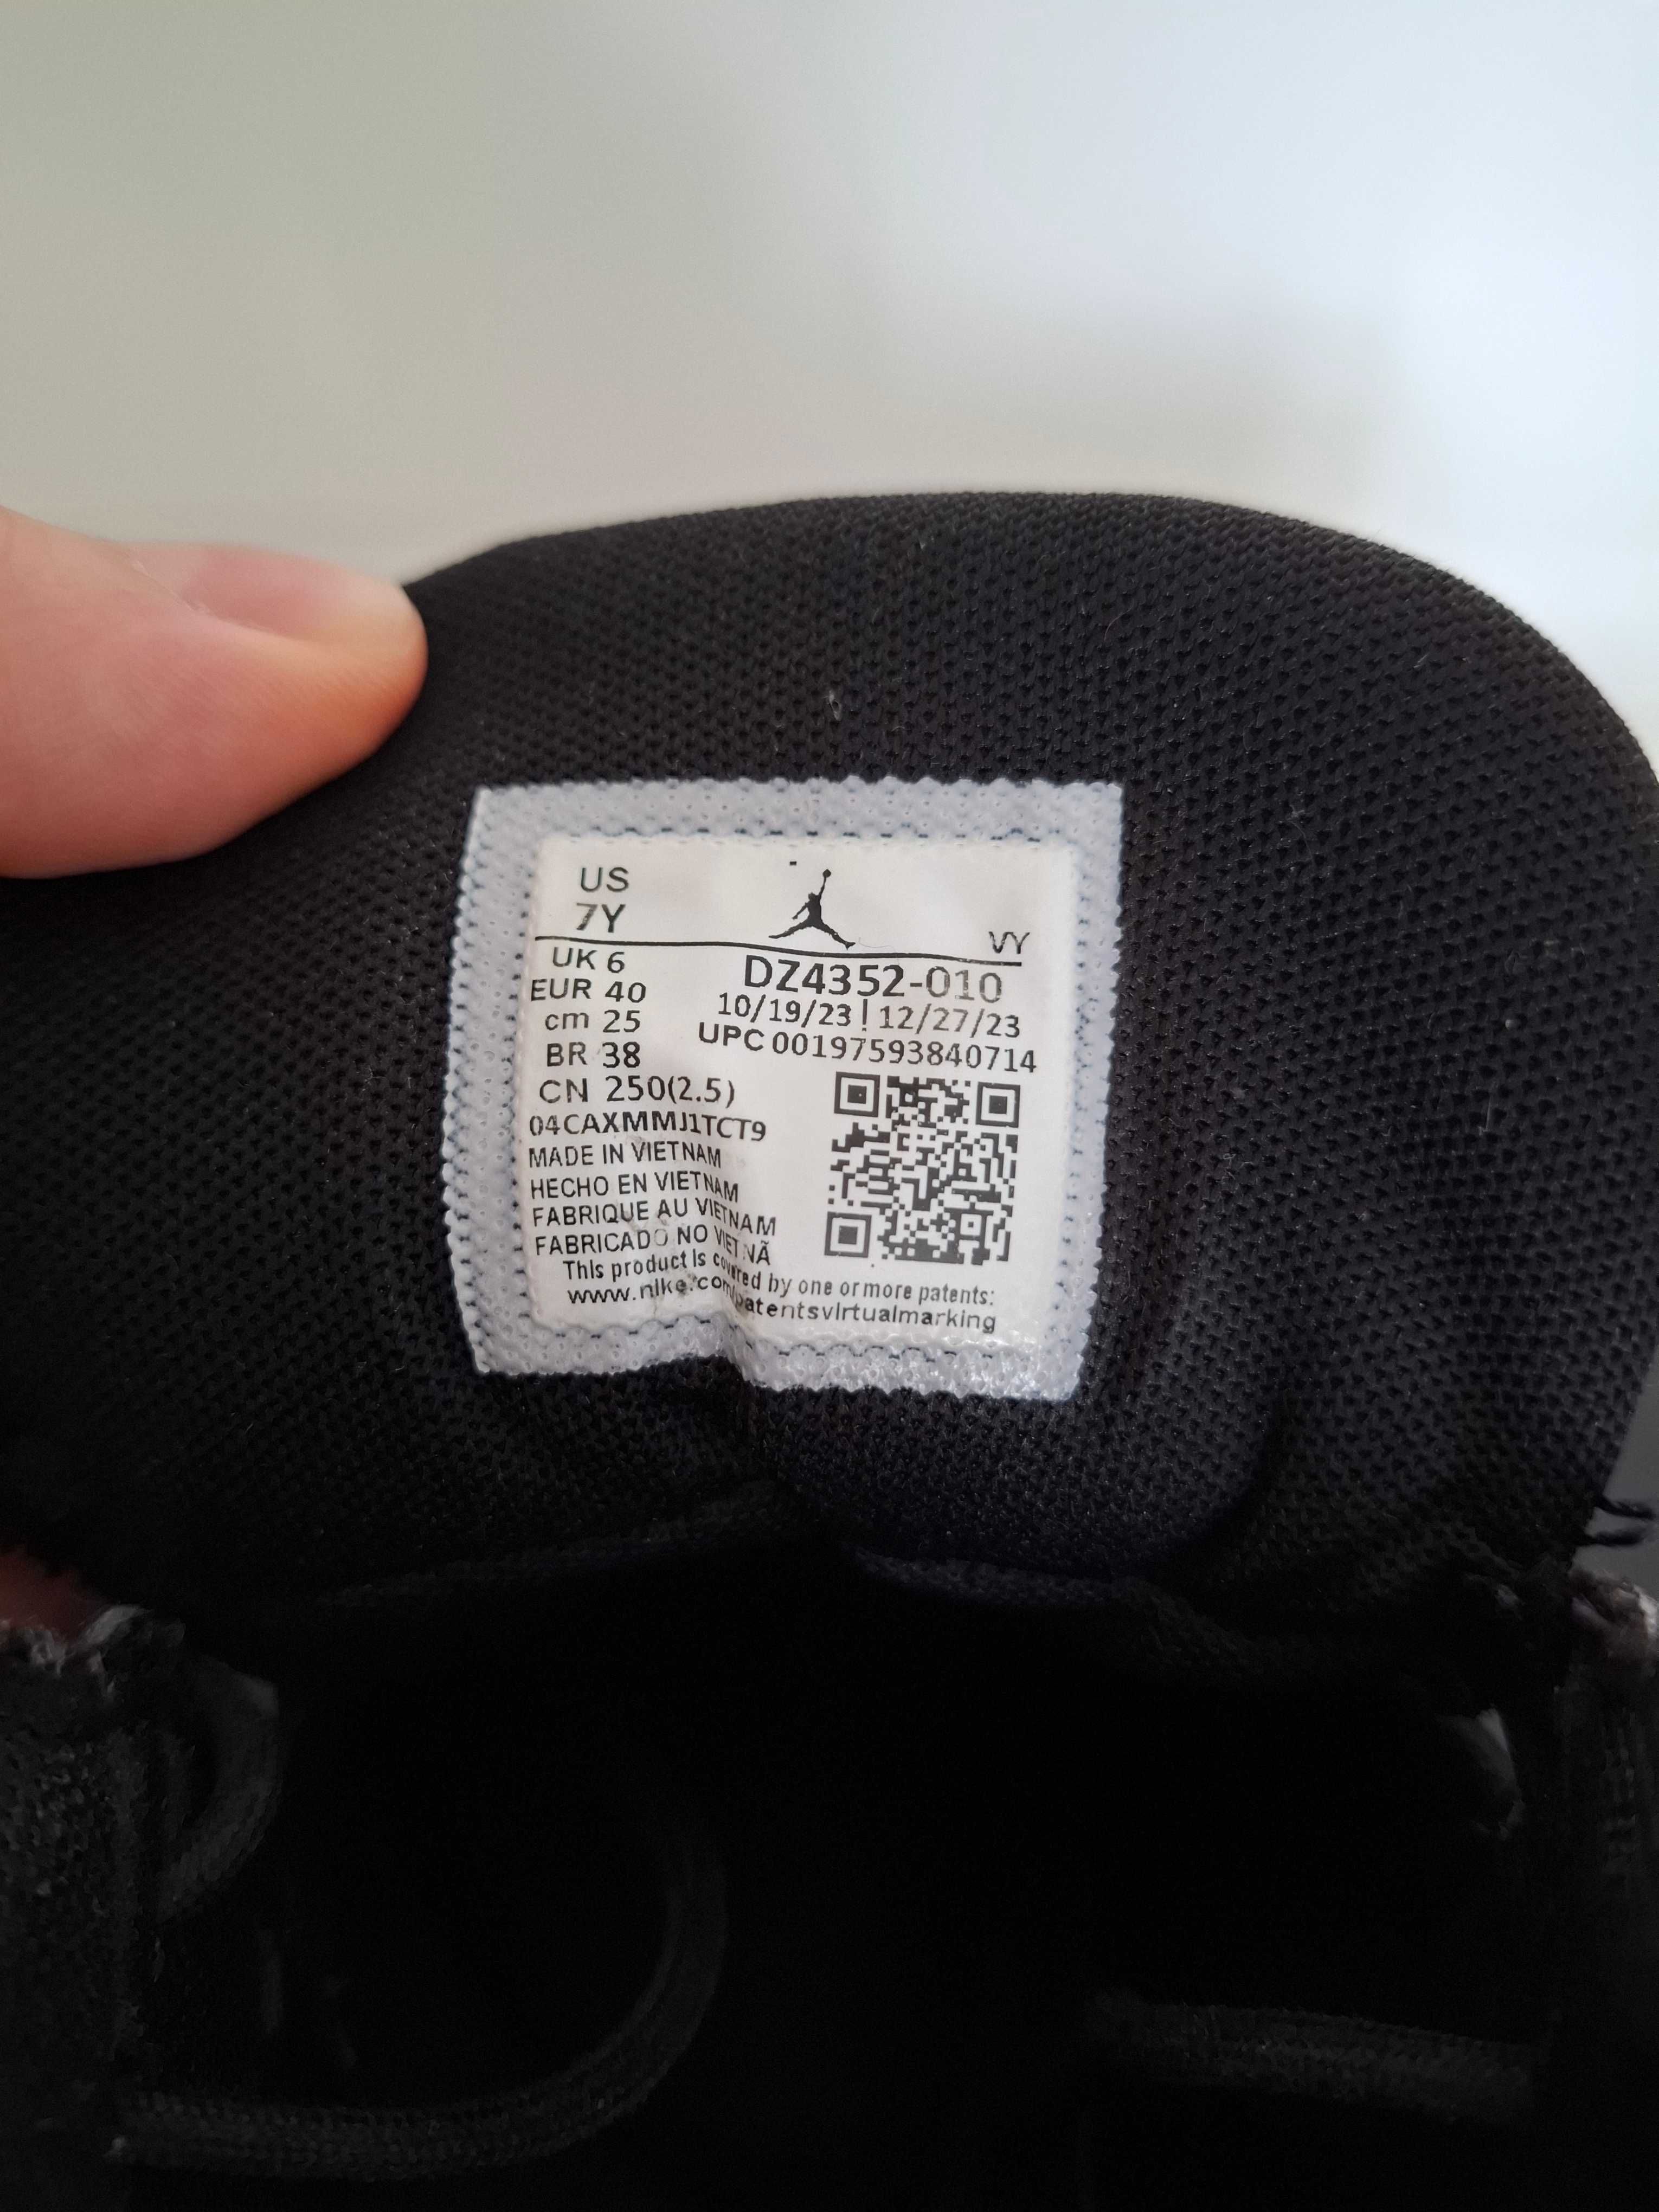 US
7Y
VY
UK 6
EUR 40
cm 25
BR 38
CN 250(2.5)
DZ4352-010
10/19/23 | 12/27/23
UPC 00197593840714
04CAXMMJ1TCT9
MADE IN VIETNAM
HECHO EN VIETNAM
FABRIQUE AU VIETNAM
FABRICADO NO VIETNÃ
This product is covered by one or more patents:
www.nike.com/patentsvirtualmarking